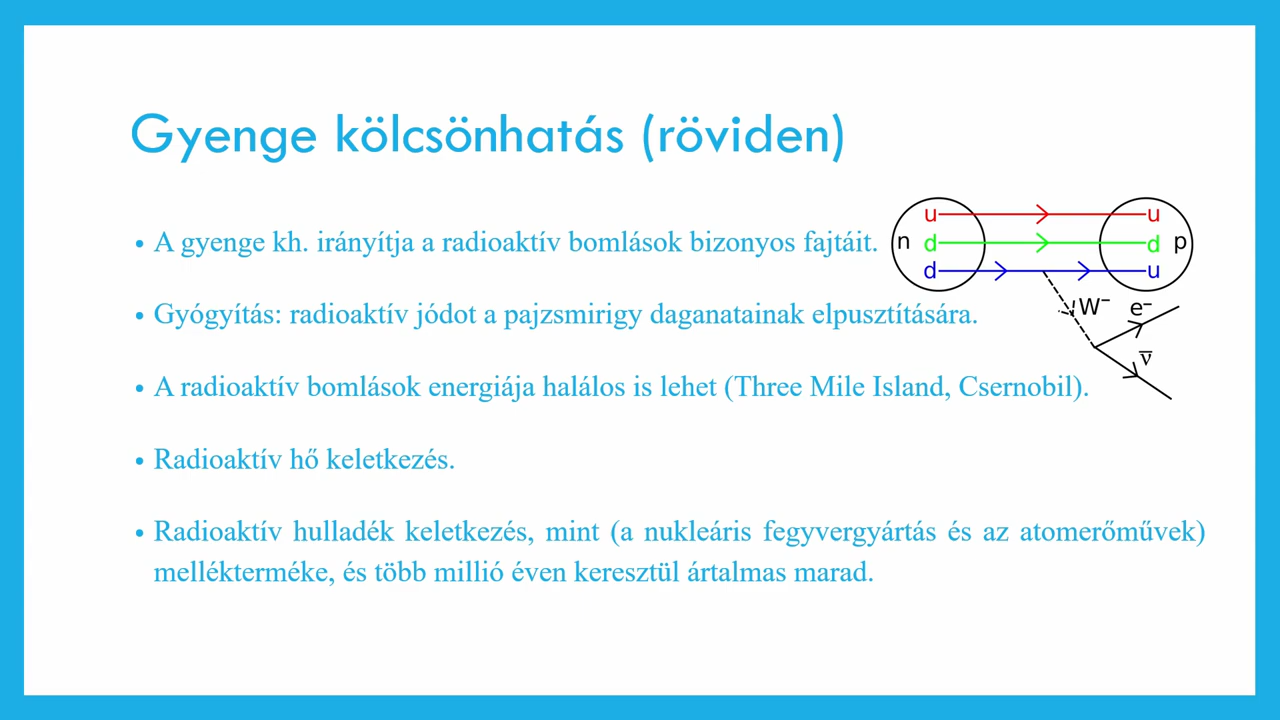 Gyenge kölcsönhatás (röviden)
• A gyenge kh. irányítja a radioaktív bomlások bizonyos fajtáit.
• Gyógyítás: radioaktív jódot a pajzsmirigy daganatainak elpusztítására.
• A radioaktív bomlások energiája halálos is lehet (Three Mile Island, Csernobil).
• Radioaktív hő keletkezés.
• Radioaktív hulladék keletkezés, mint (a nukleáris fegyvergyártás és az atomerőművek)
mellékterméke, és több millió éven keresztül ártalmas marad.
u u
n d d p
d u
W⁻ e⁻
ν̅